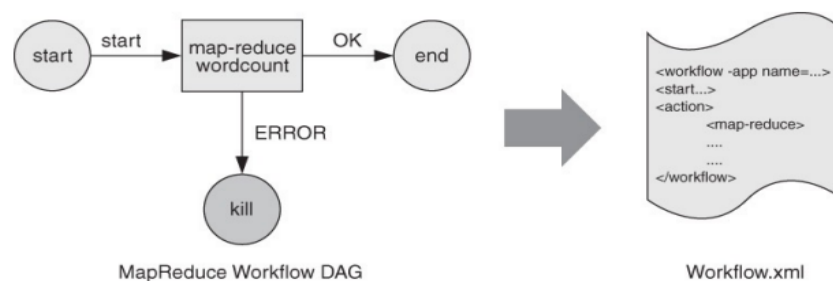 start
start
map-reduce
wordcount
OK
end
ERROR
kill
MapReduce Workflow DAG
<workflow -app name=...>
<start...>
<action>
<map-reduce>
....
....
</workflow>
Workflow.xml